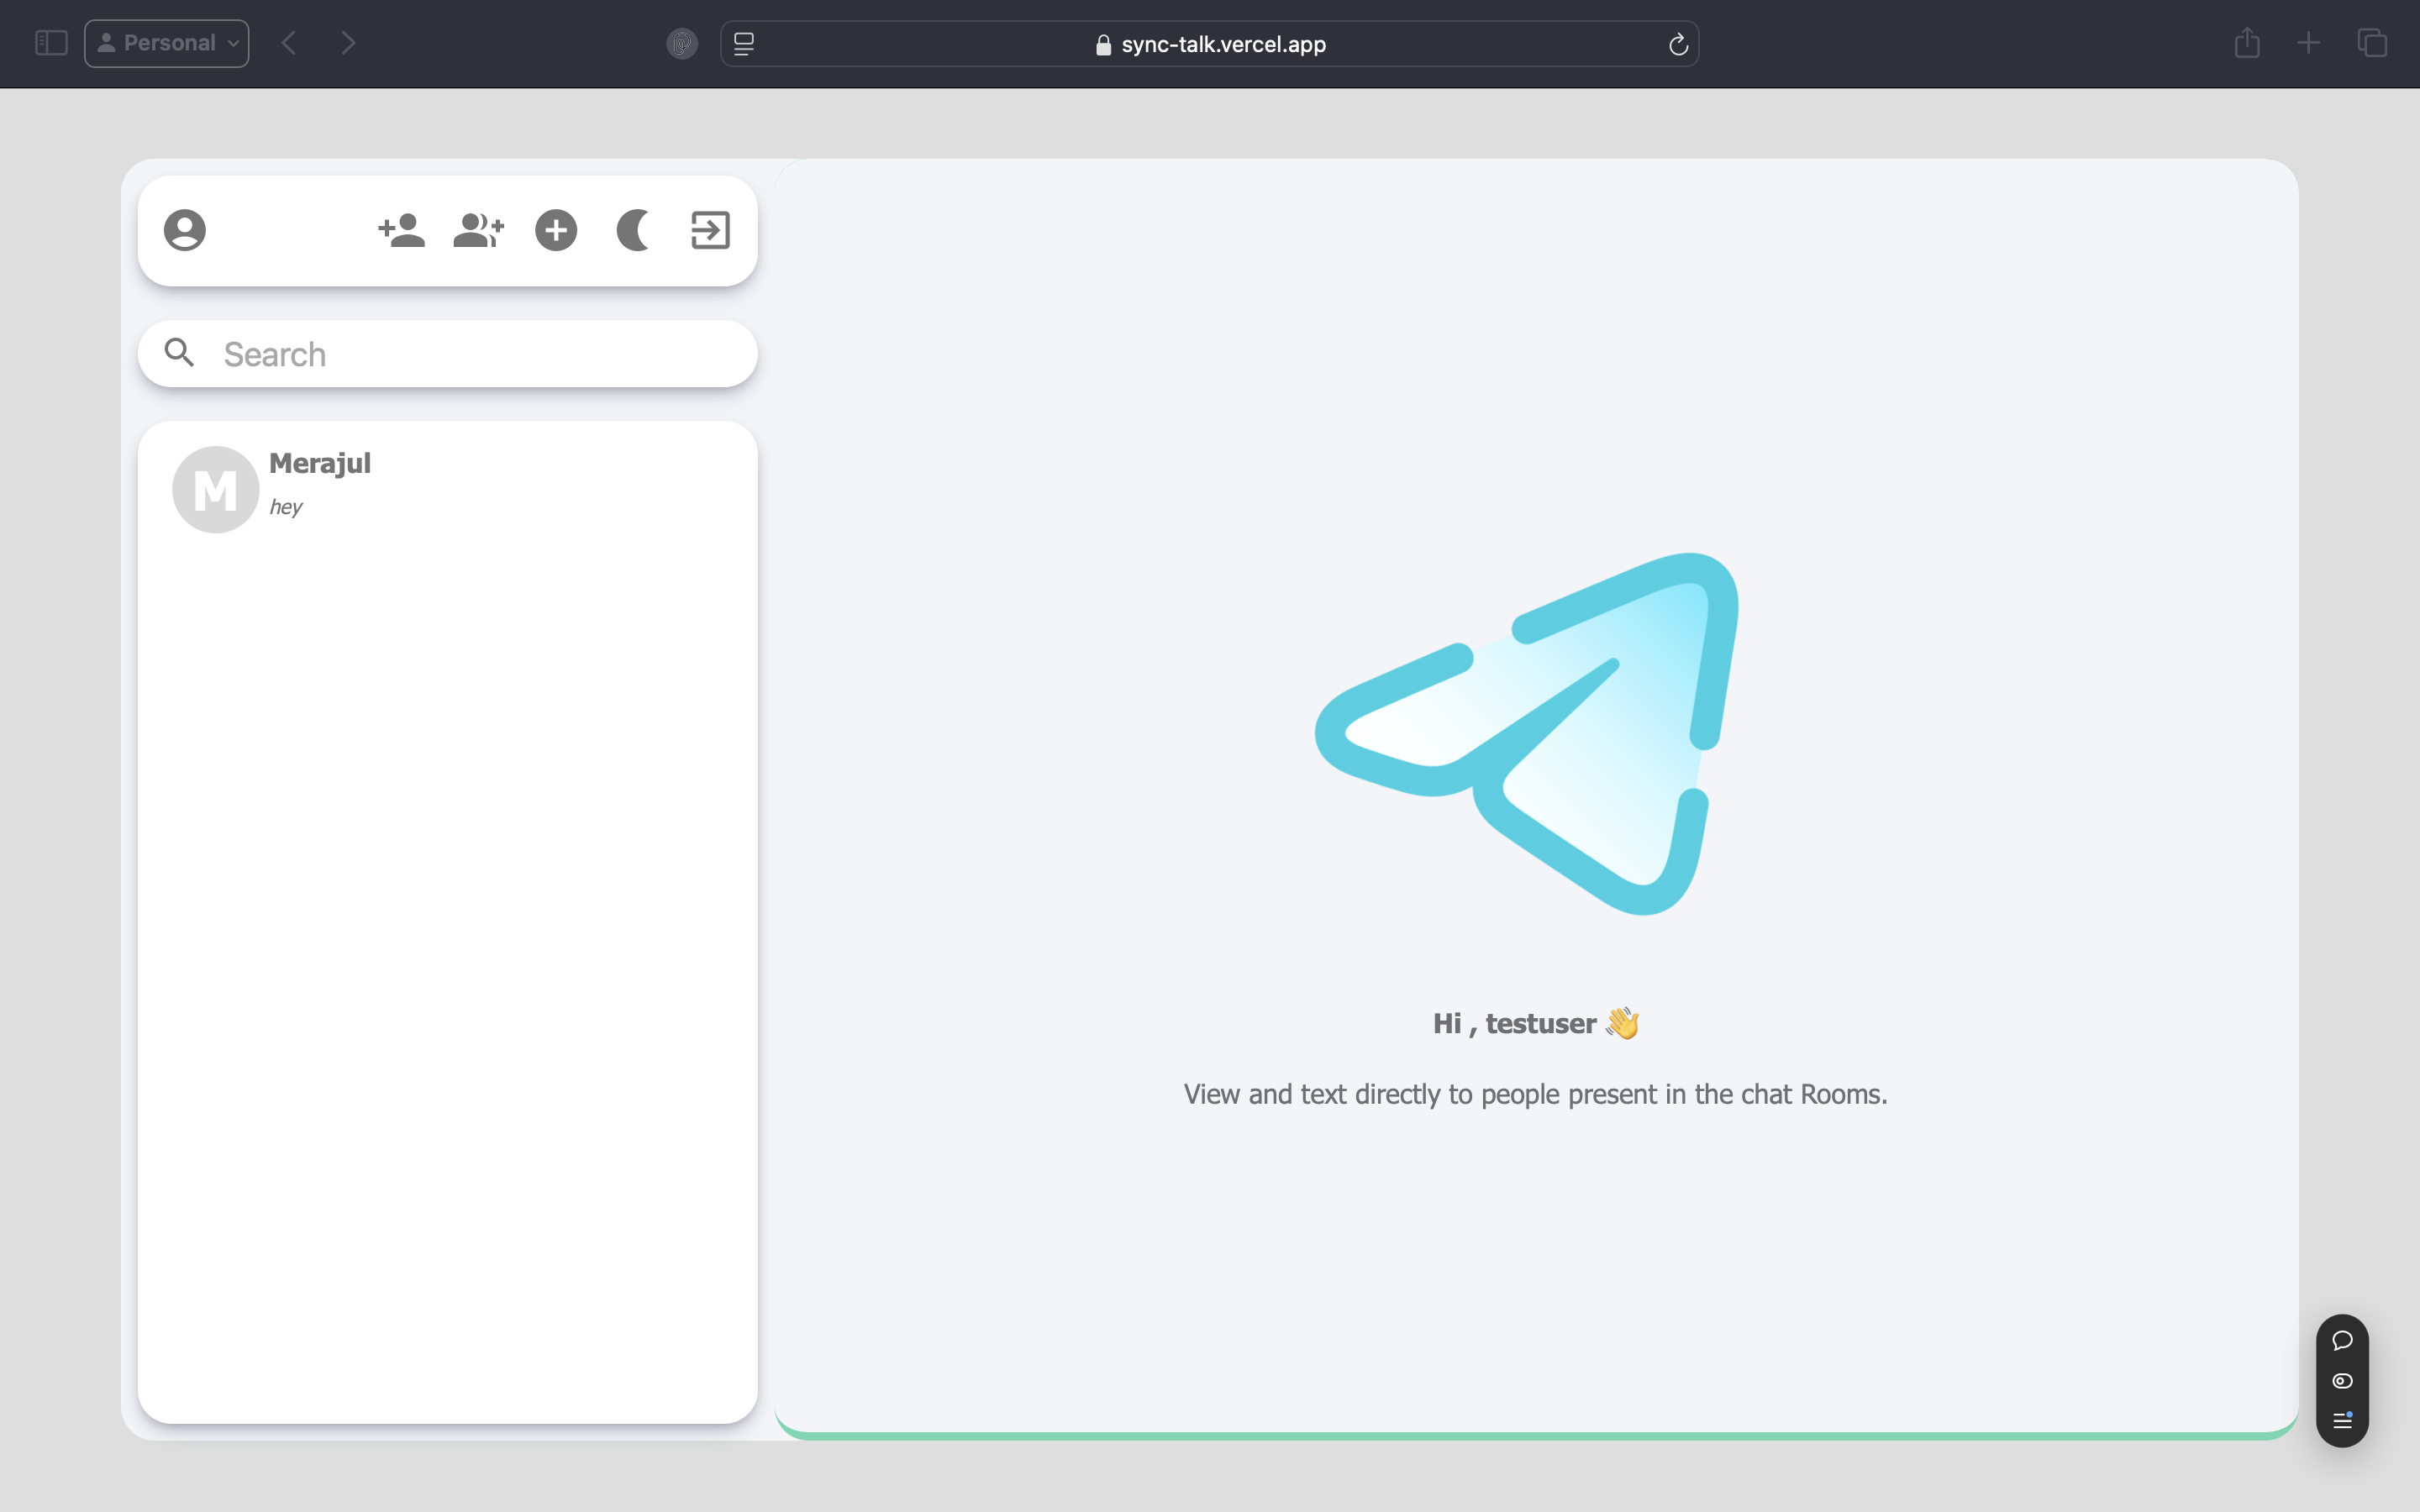 Personal
sync-talk.vercel.app
Search
M
Merajul
hey
Hi , testuser 👋
View and text directly to people present in the chat Rooms.